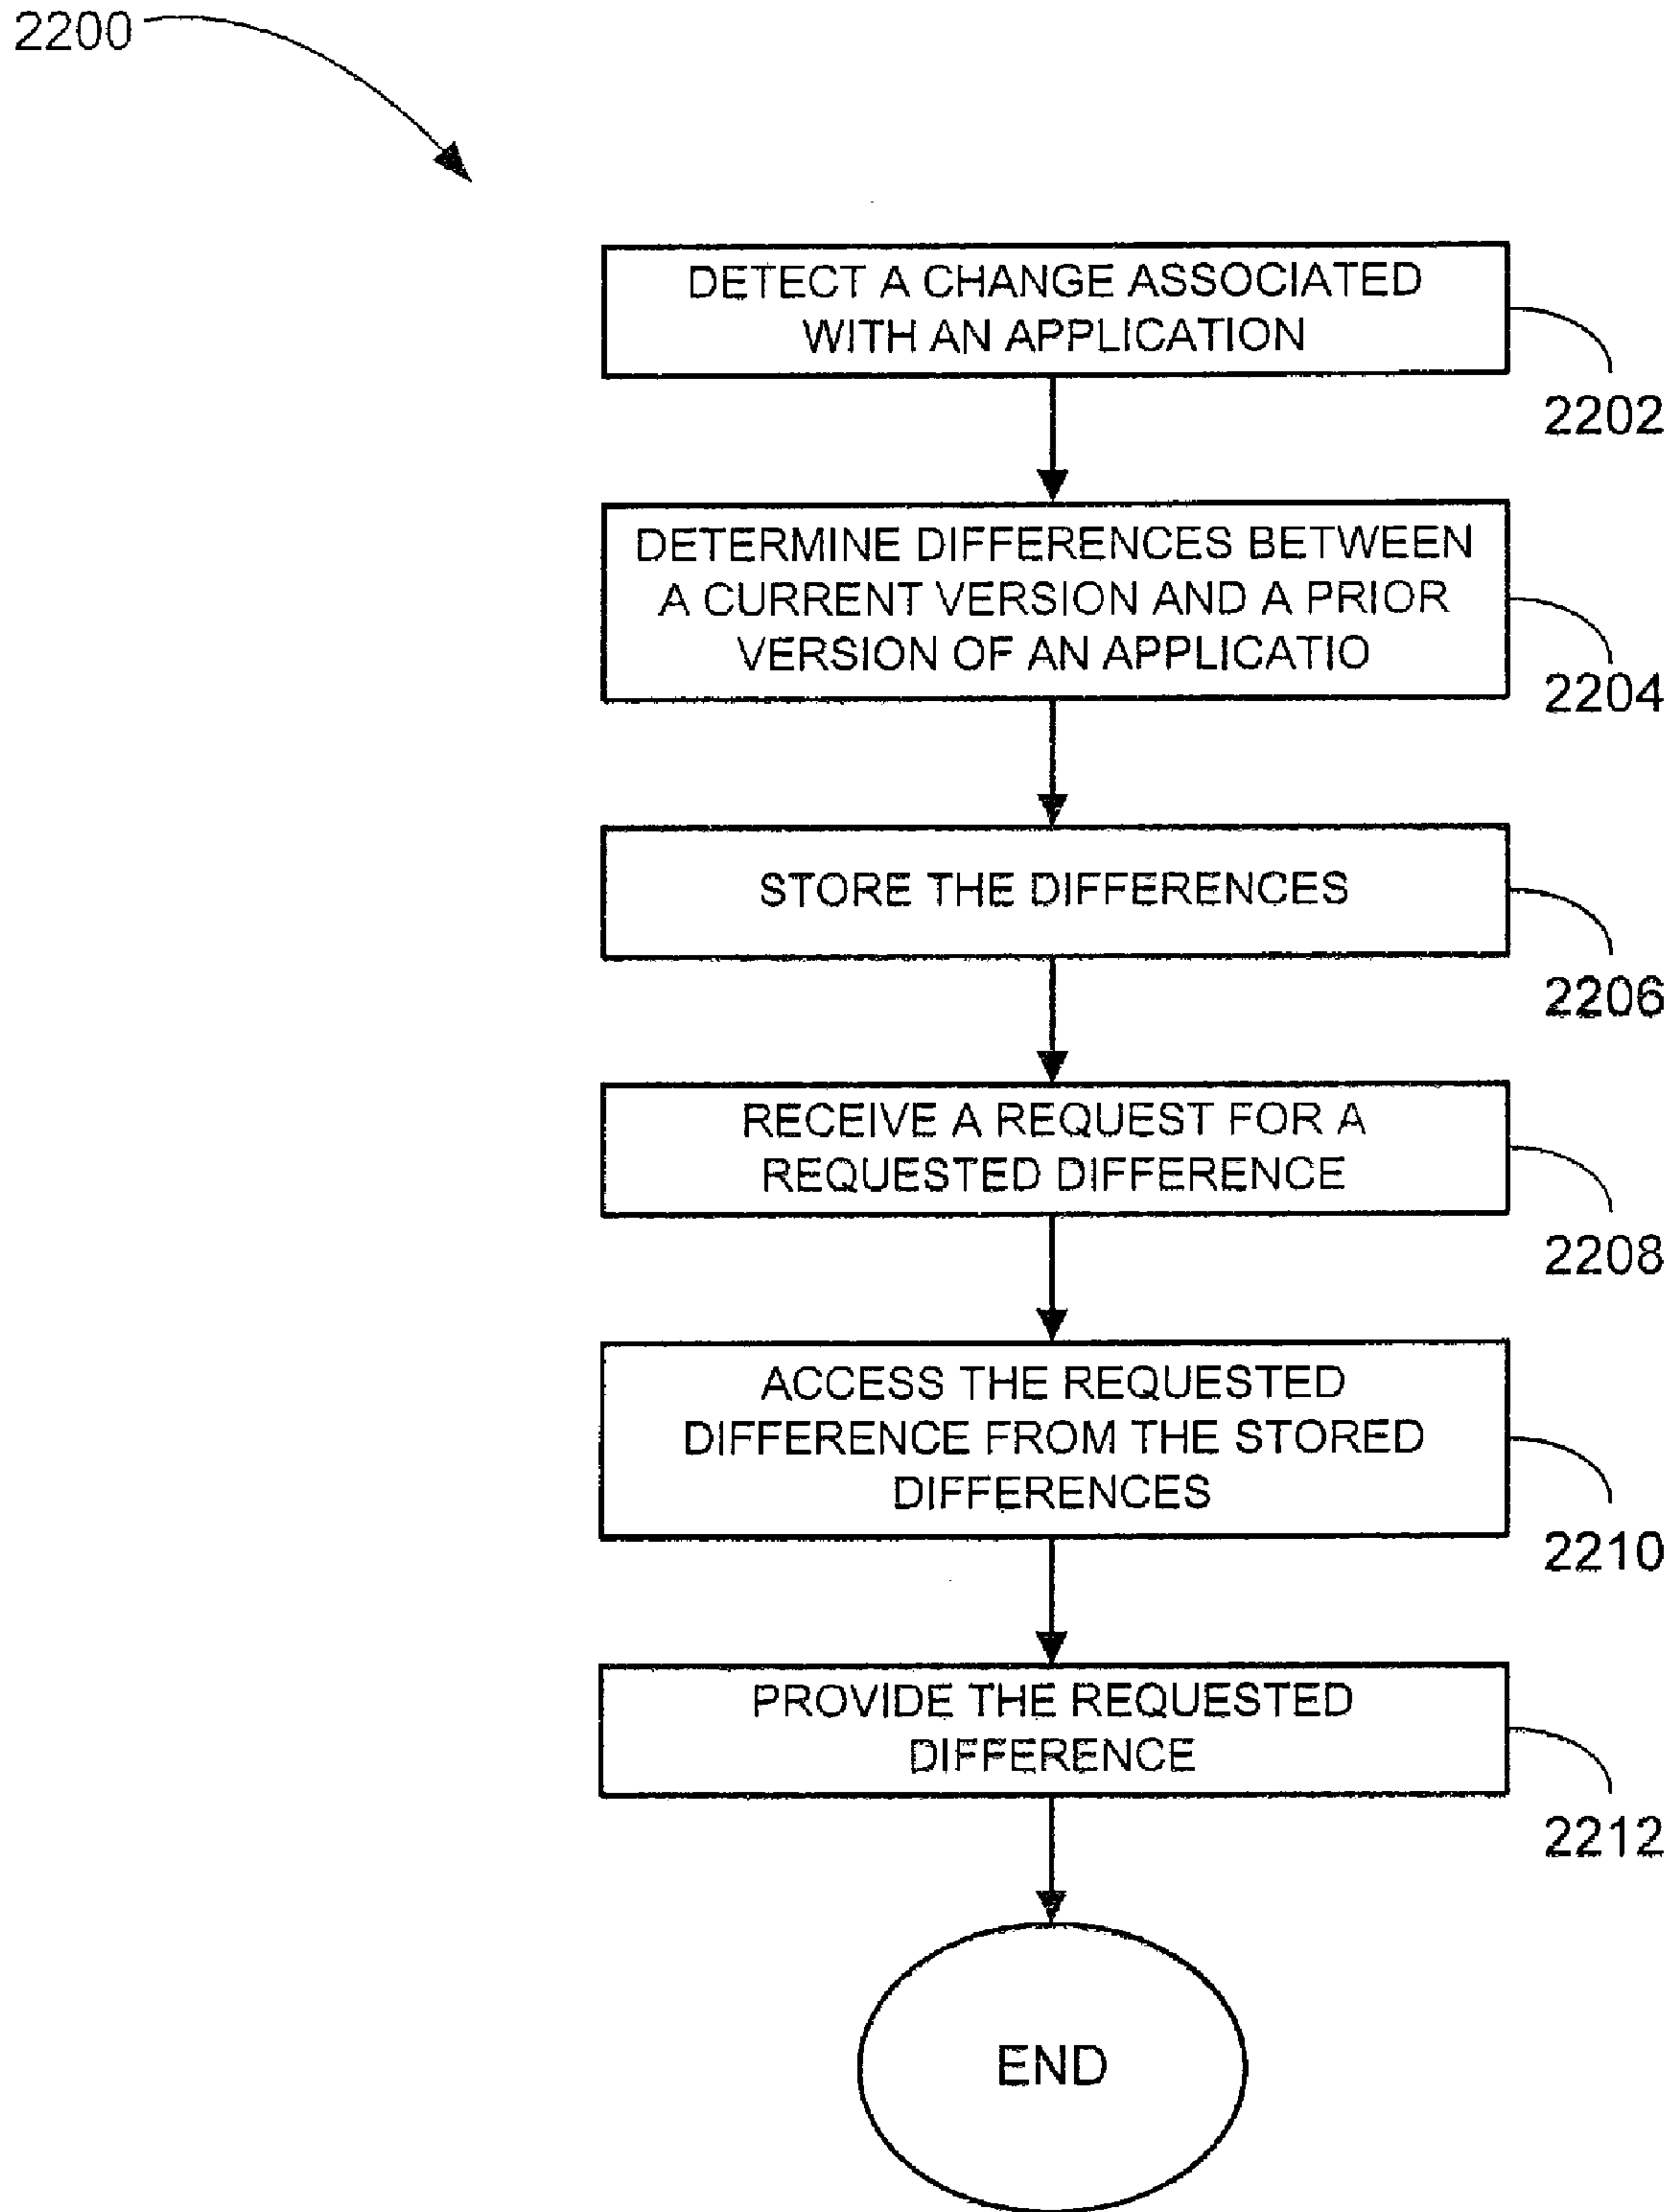 2200
DETECT A CHANGE ASSOCIATED
WITH AN APPLICATION
2202
DETERMINE DIFFERENCES BETWEEN
A CURRENT VERSION AND A PRIOR
VERSION OF AN APPLICATIO
2204
STORE THE DIFFERENCES
2206
RECEIVE A REQUEST FOR A
REQUESTED DIFFERENCE
2208
ACCESS THE REQUESTED
DIFFERENCE FROM THE STORED
DIFFERENCES
2210
PROVIDE THE REQUESTED
DIFFERENCE
2212
END